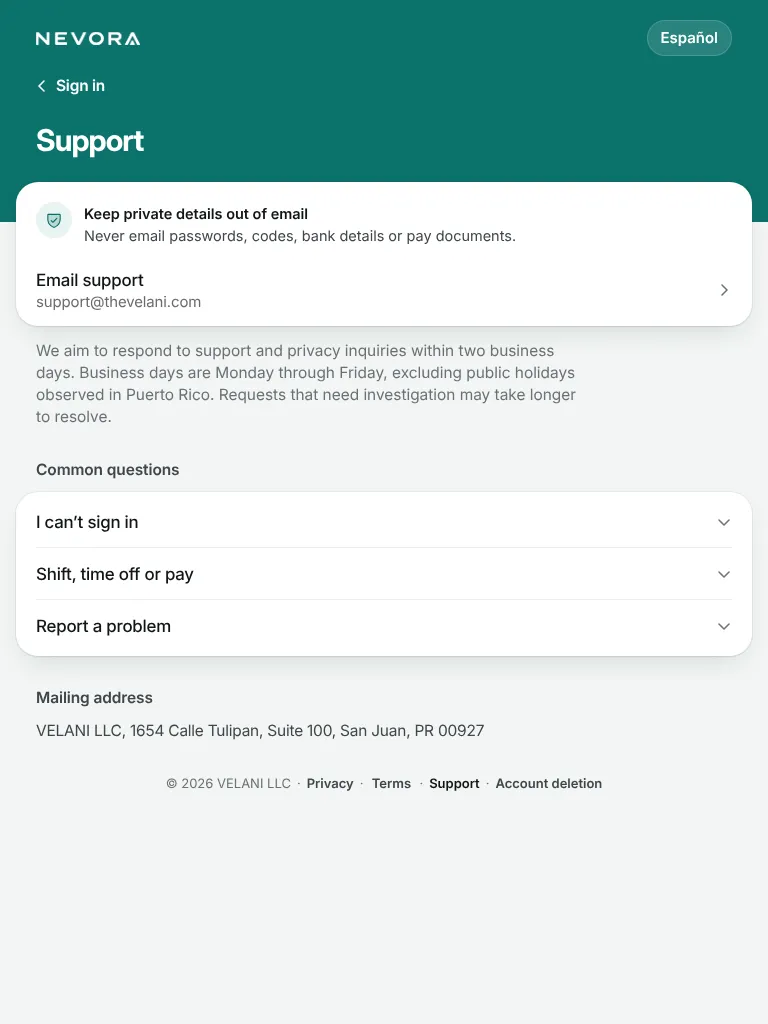 NEVORA
Español
Sign in
Support
Keep private details out of email
Never email passwords, codes, bank details or pay documents.
Email support
support@thevelani.com
We aim to respond to support and privacy inquiries within two business
days. Business days are Monday through Friday, excluding public holidays
observed in Puerto Rico. Requests that need investigation may take longer
to resolve.
Common questions
I can’t sign in
Shift, time off or pay
Report a problem
Mailing address
VELANI LLC, 1654 Calle Tulipan, Suite 100, San Juan, PR 00927
© 2026 VELANI LLC · Privacy · Terms · Support · Account deletion